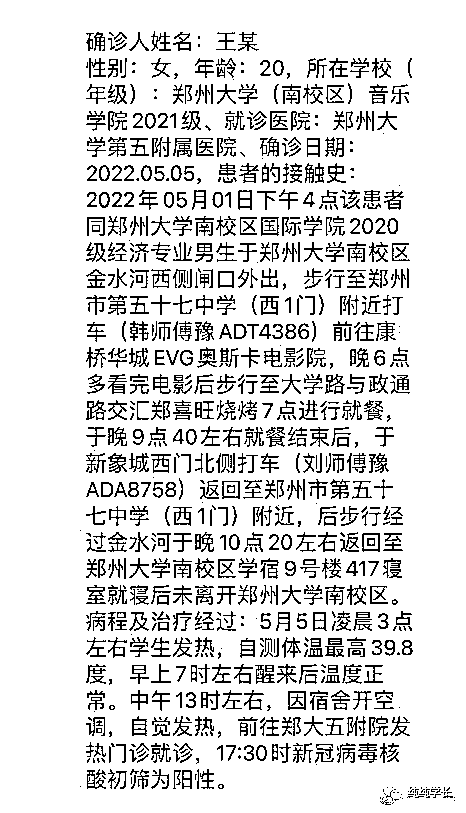 确诊人姓名：王某
性别：女，年龄：20，所在学校（
年级）：郑州大学（南校区）音乐
学院2021级、就诊医院：郑州大
学第五附属医院、确诊日期：
2022.05.05，患者的接触史：
2022年05月01日下午4点该患者
同郑州大学南校区国际学院2020
级经济专业男生于郑州大学南校区
金水河西侧闸口外出，步行至郑州
市第五十七中学（西1门）附近打
车（韩师傅豫ADT4386）前往康
桥华城EVG奥斯卡电影院，晚6点
多看完电影后步行至大学路与政通
路交汇郑喜旺烧烤7点进行就餐，
于晚9点40左右就餐结束后，于
新象城西门北侧打车（刘师傅豫
ADA8758）返回至郑州市第五十
七中学（西1门）附近，后步行经
过金水河于晚10点20左右返回至
郑州大学南校区学宿9号楼417寝
室就寝后未离开郑州大学南校区。
病程及治疗经过：5月5日凌晨3点
左右学生发热，自测体温最高39.8
度，早上7时左右醒来后温度正
常。中午13时左右，因宿舍开空
调，自觉发热，前往郑大五附院发
热门诊就诊，17:30时新冠病毒核
酸初筛为阳性。
纯纯学长